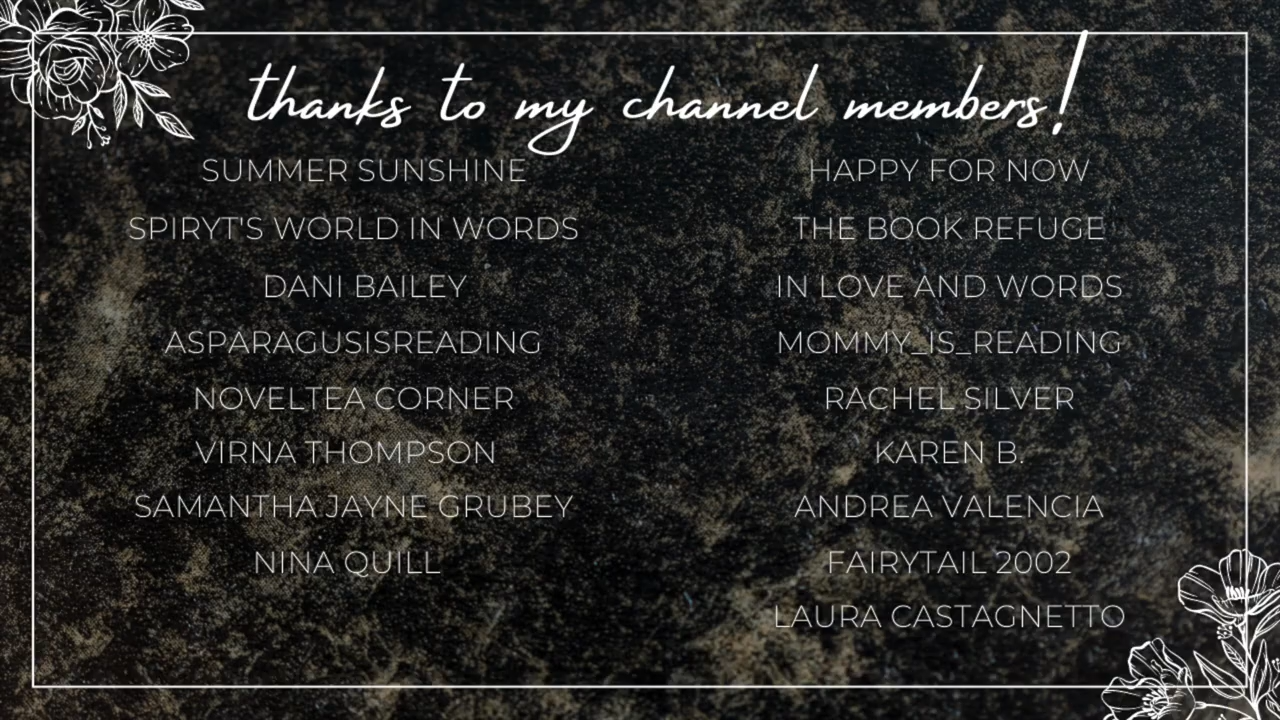 thanks to my channel members!
SUMMER SUNSHINE
SPIRYT'S WORLD IN WORDS
DANI BAILEY
ASPARAGUSISREADING
NOVELTEA CORNER
VIRNA THOMPSON
SAMANTHA JAYNE GRUBEY
NINA QUILL
HAPPY FOR NOW
THE BOOK REFUGE
IN LOVE AND WORDS
MOMMY_IS_READING
RACHEL SILVER
KAREN B.
ANDREA VALENCIA
FAIRYTAIL 2002
LAURA CASTAGNETTO